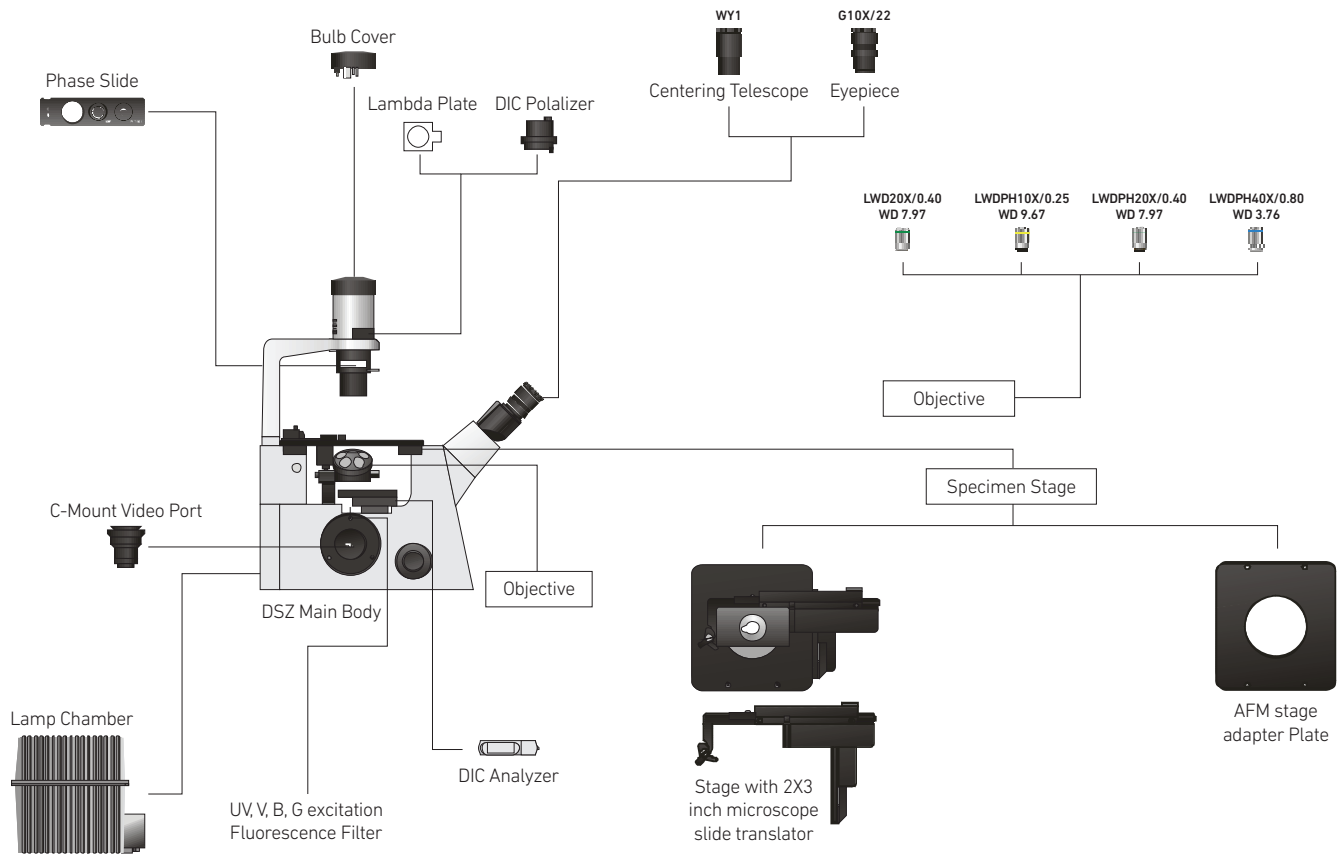 WY1
G10X/22
Bulb Cover
Phase Slide
Centering Telescope
Eyepiece
Lambda Plate
DIC Polalizer
LWD20X/0.40
WD 7.97
LWDPH10X/0.25
WD 9.67
LWDPH20X/0.40
WD 7.97
LWDPH40X/0.80
WD 3.76
Objective
Specimen Stage
C-Mount Video Port
Objective
DSZ Main Body
Lamp Chamber
AFM stage
adapter Plate
DIC Analyzer
Stage with 2X3
inch microscope
slide translator
UV, V, B, G excitation
Fluorescence Filter